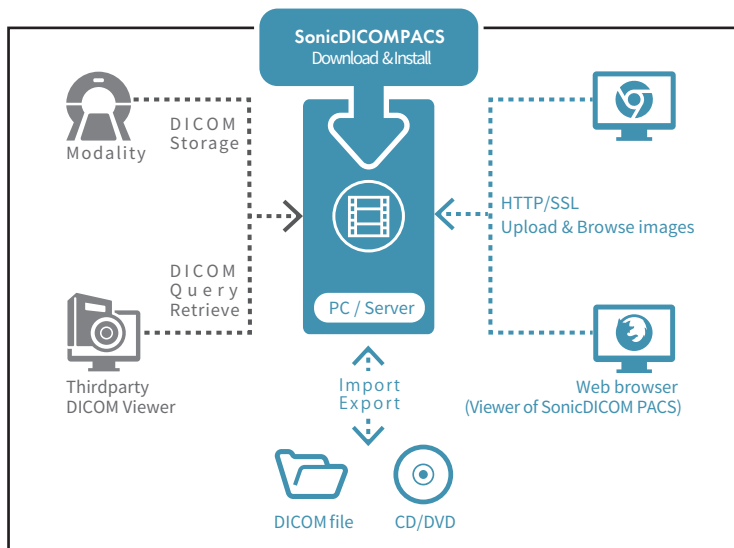 SonicDICOMPACS
Download & Install
Modality
DICOM
Storage
DICOM
Query
Retrieve
Thirdparty
DICOM Viewer
PC / Server
HTTP/SSL
Upload & Browse images
Web browser
(Viewer of SonicDICOM PACS)
Import
Export
DICOM file
CD/DVD